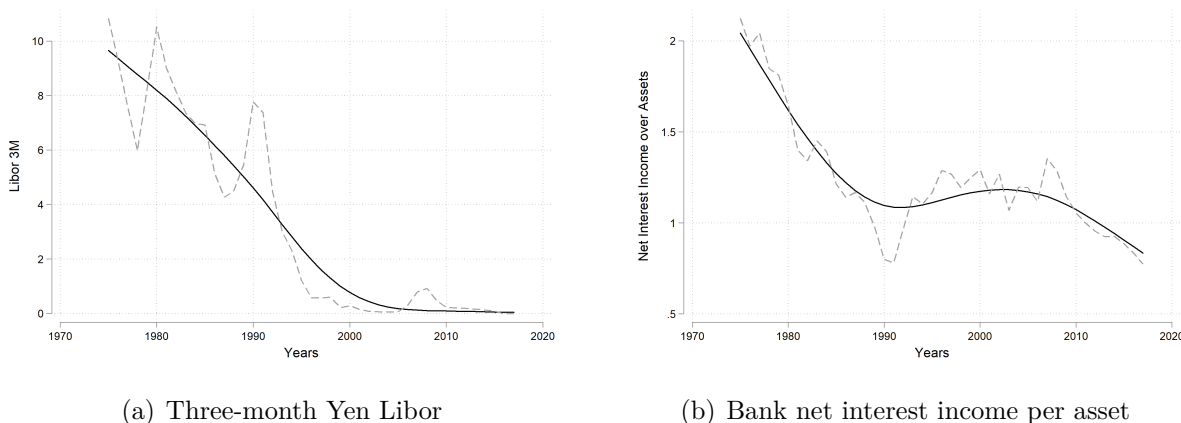 Libor 3M
10
8
6
4
2
0
1970 1980 1990 2000 2010 2020
Years
(a) Three-month Yen Libor
Net Interest Income over Assets
2
1.5
1
.5
1970 1980 1990 2000 2010 2020
Years
(b) Bank net interest income per asset